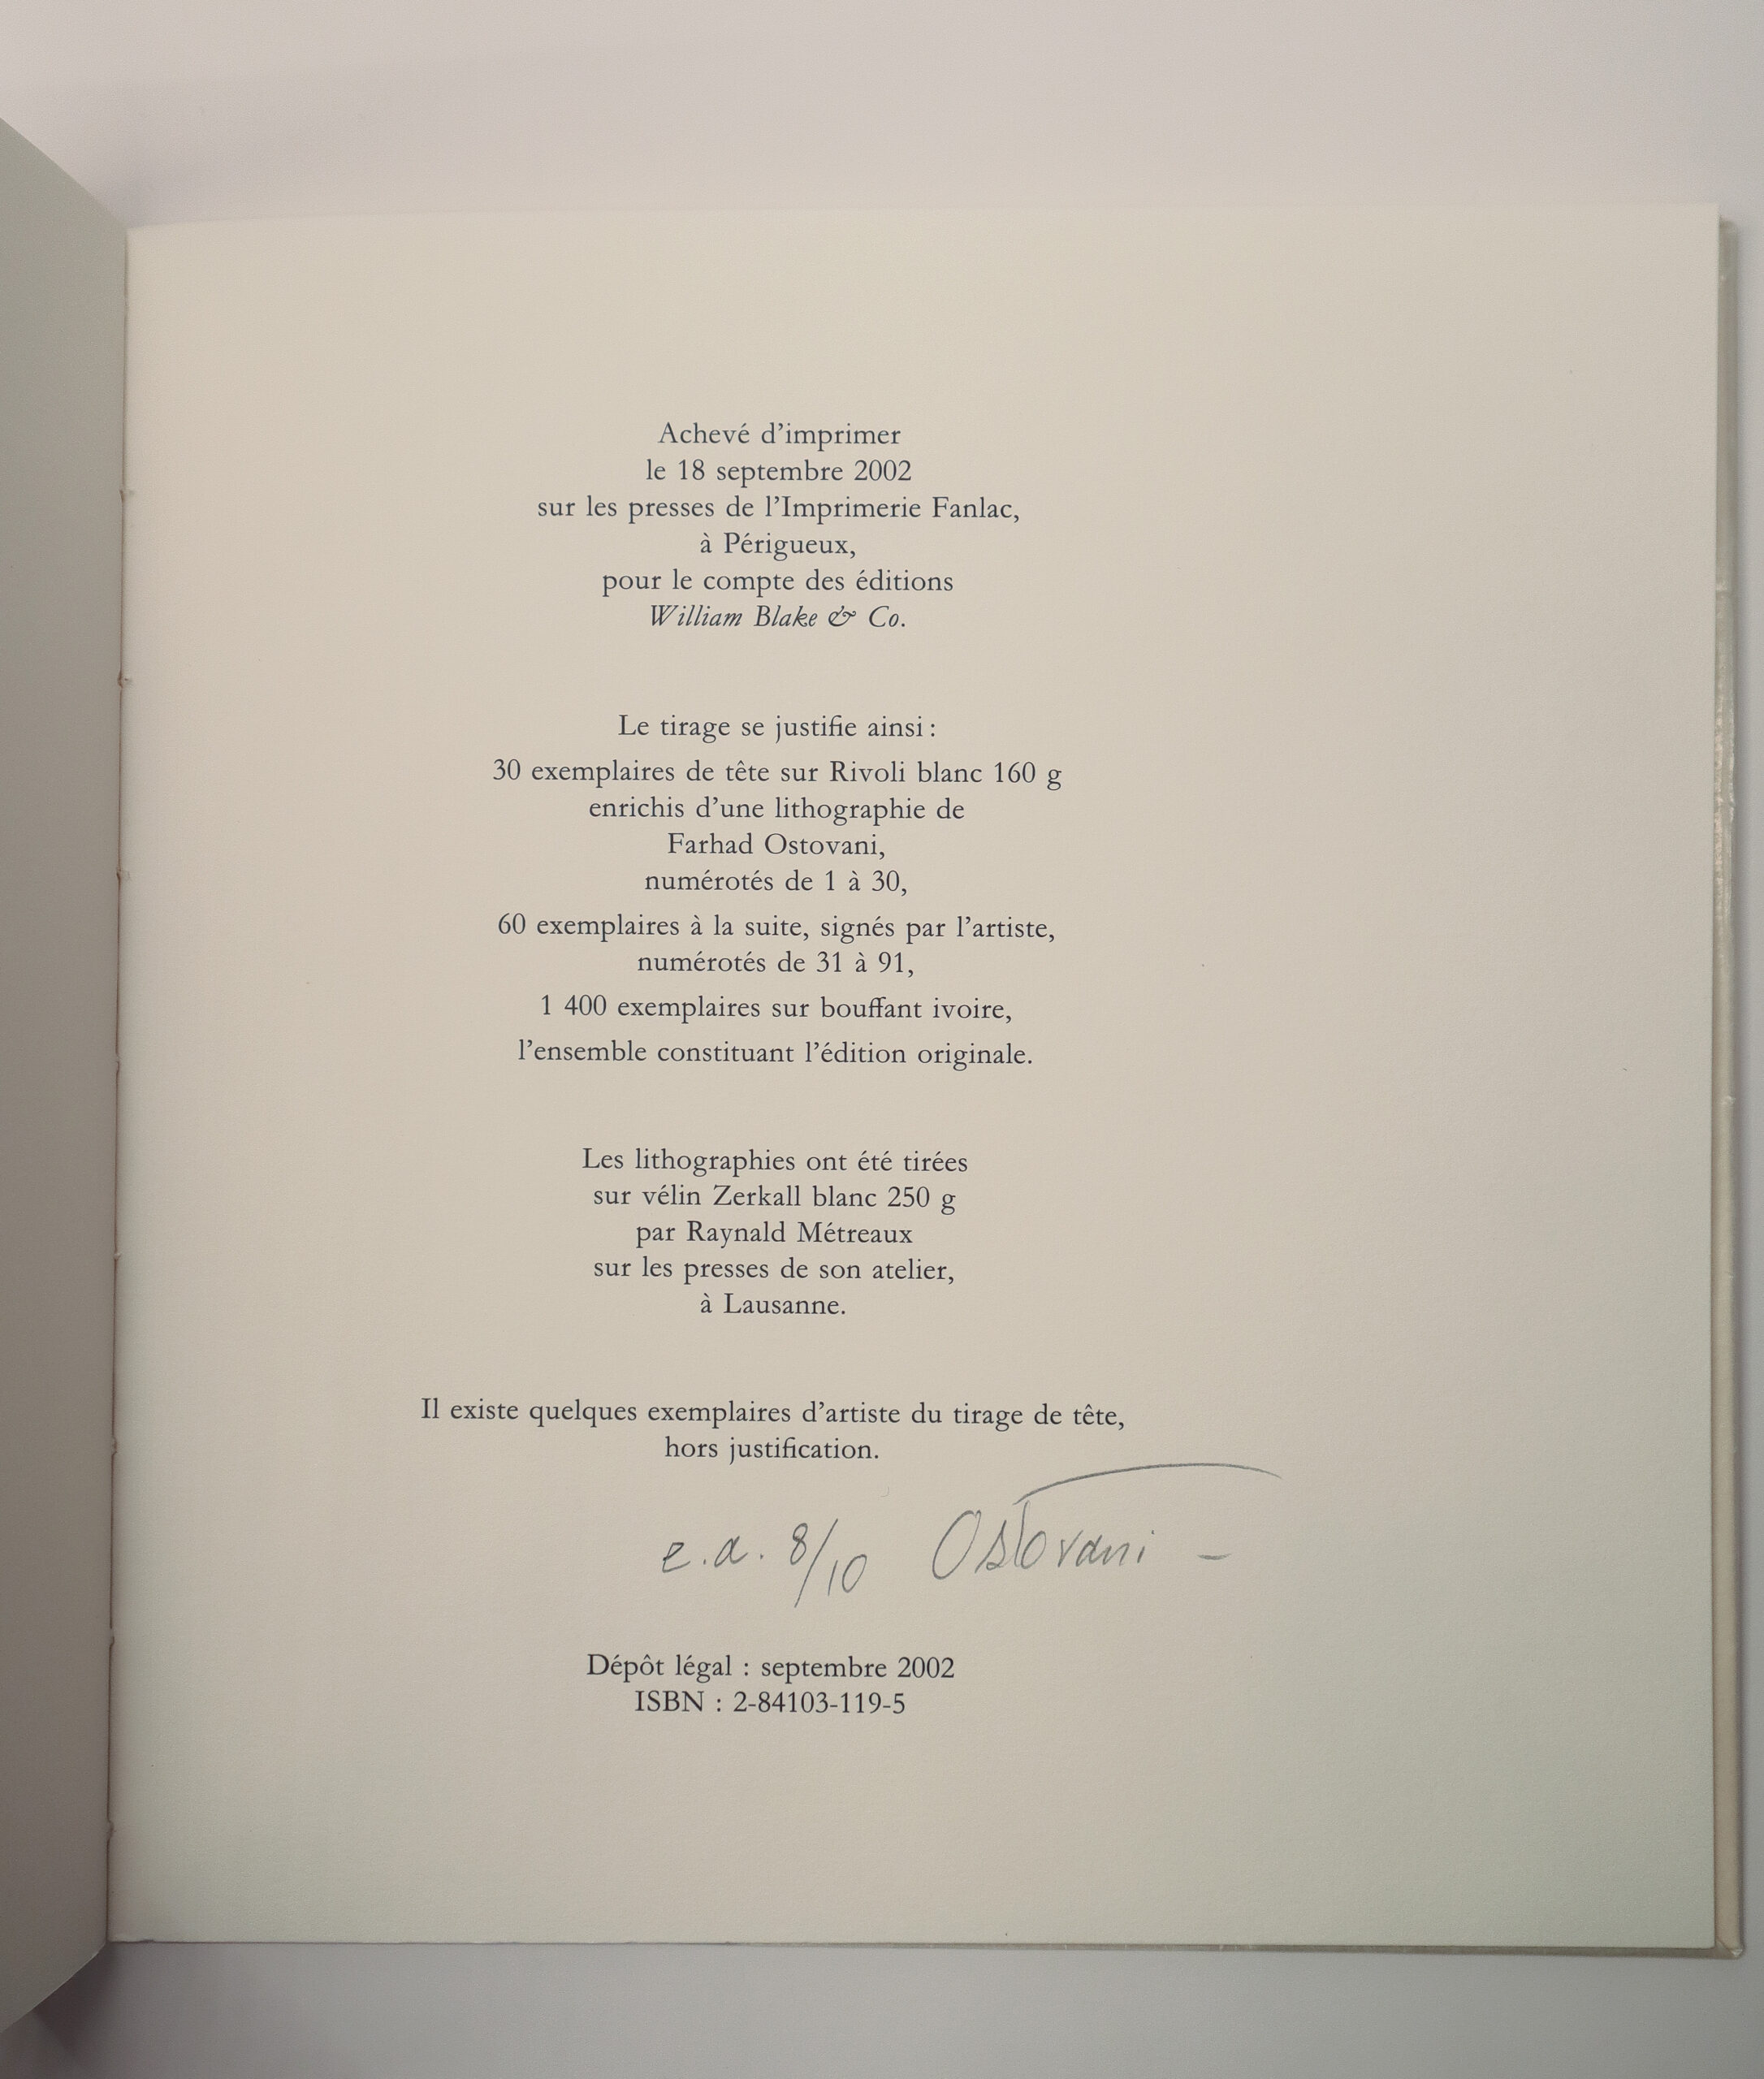 Achevé d'imprimer
le 18 septembre 2002
sur les presses de l'Imprimerie Fanlac,
à Périgueux,
pour le compte des éditions
William Blake & Co.
Le tirage se justifie ainsi :
30 exemplaires de tête sur Rivoli blanc 160 g
enrichis d'une lithographie de
Farhad Ostovani,
numérotés de 1 à 30,
60 exemplaires à la suite, signés par l'artiste,
numérotés de 31 à 91,
1 400 exemplaires sur bouffant ivoire,
l'ensemble constituant l'édition originale.
Les lithographies ont été tirées
sur vélin Zerkall blanc 250 g
par Raynald Métreaux
sur les presses de son atelier,
à Lausanne.
Il existe quelques exemplaires d'artiste du tirage de tête,
hors justification.
e.a. 8/10 Ostovani -
Dépôt légal : septembre 2002
ISBN : 2-84103-119-5